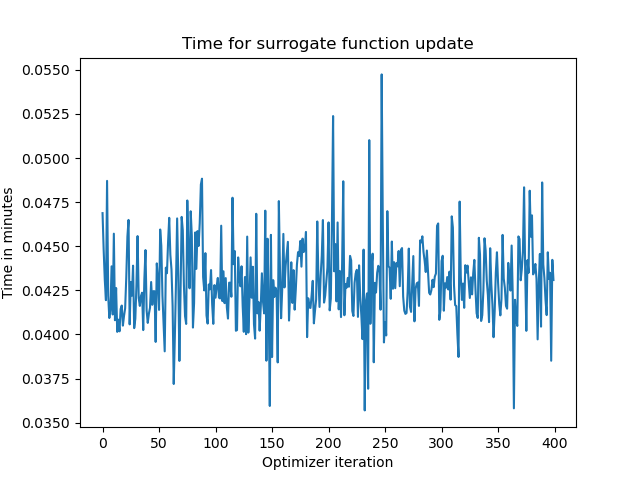 Time for surrogate function update
0.0550
0.0525
0.0500
0.0475
0.0450
0.0425
0.0400
0.0375
0.0350
Time in minutes
0 50 100 150 200 250 300 350 400
Optimizer iteration